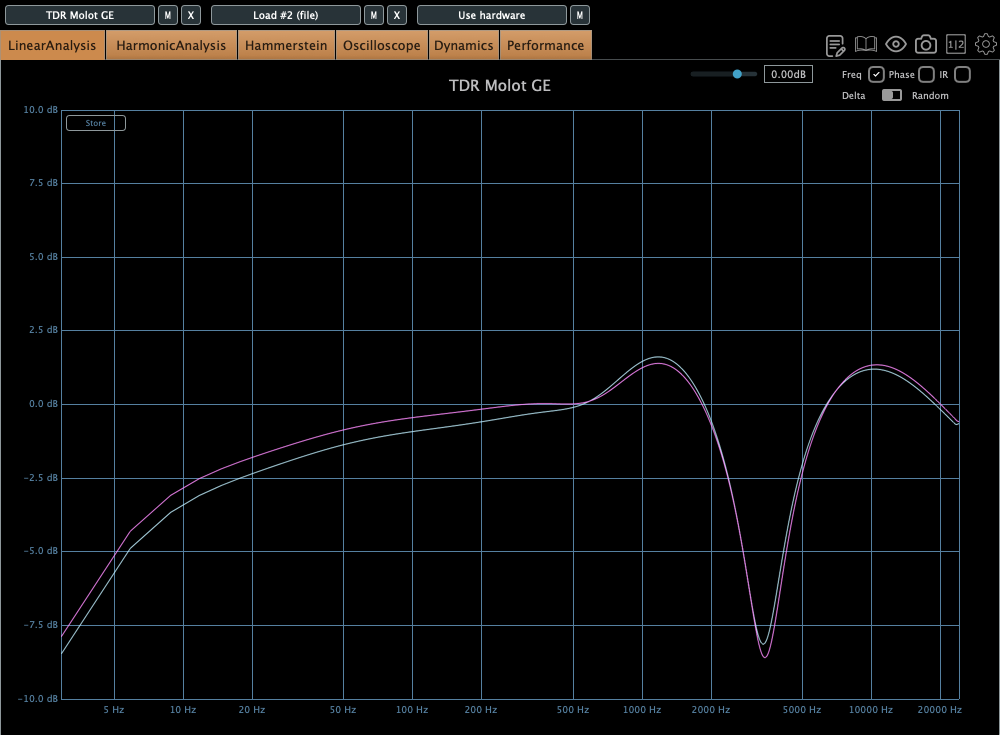 TDR Molot GE M X Load #2 (file) M X Use hardware M
LinearAnalysis HarmonicAnalysis Hammerstein Oscilloscope Dynamics Performance
1|2
TDR Molot GE
0.00dB
Freq Phase IR
Delta Random
Store
10.0 dB
7.5 dB
5.0 dB
2.5 dB
0.0 dB
−2.5 dB
−5.0 dB
−7.5 dB
−10.0 dB
5 Hz 10 Hz 20 Hz 50 Hz 100 Hz 200 Hz 500 Hz 1000 Hz 2000 Hz 5000 Hz 10000 Hz 20000 Hz